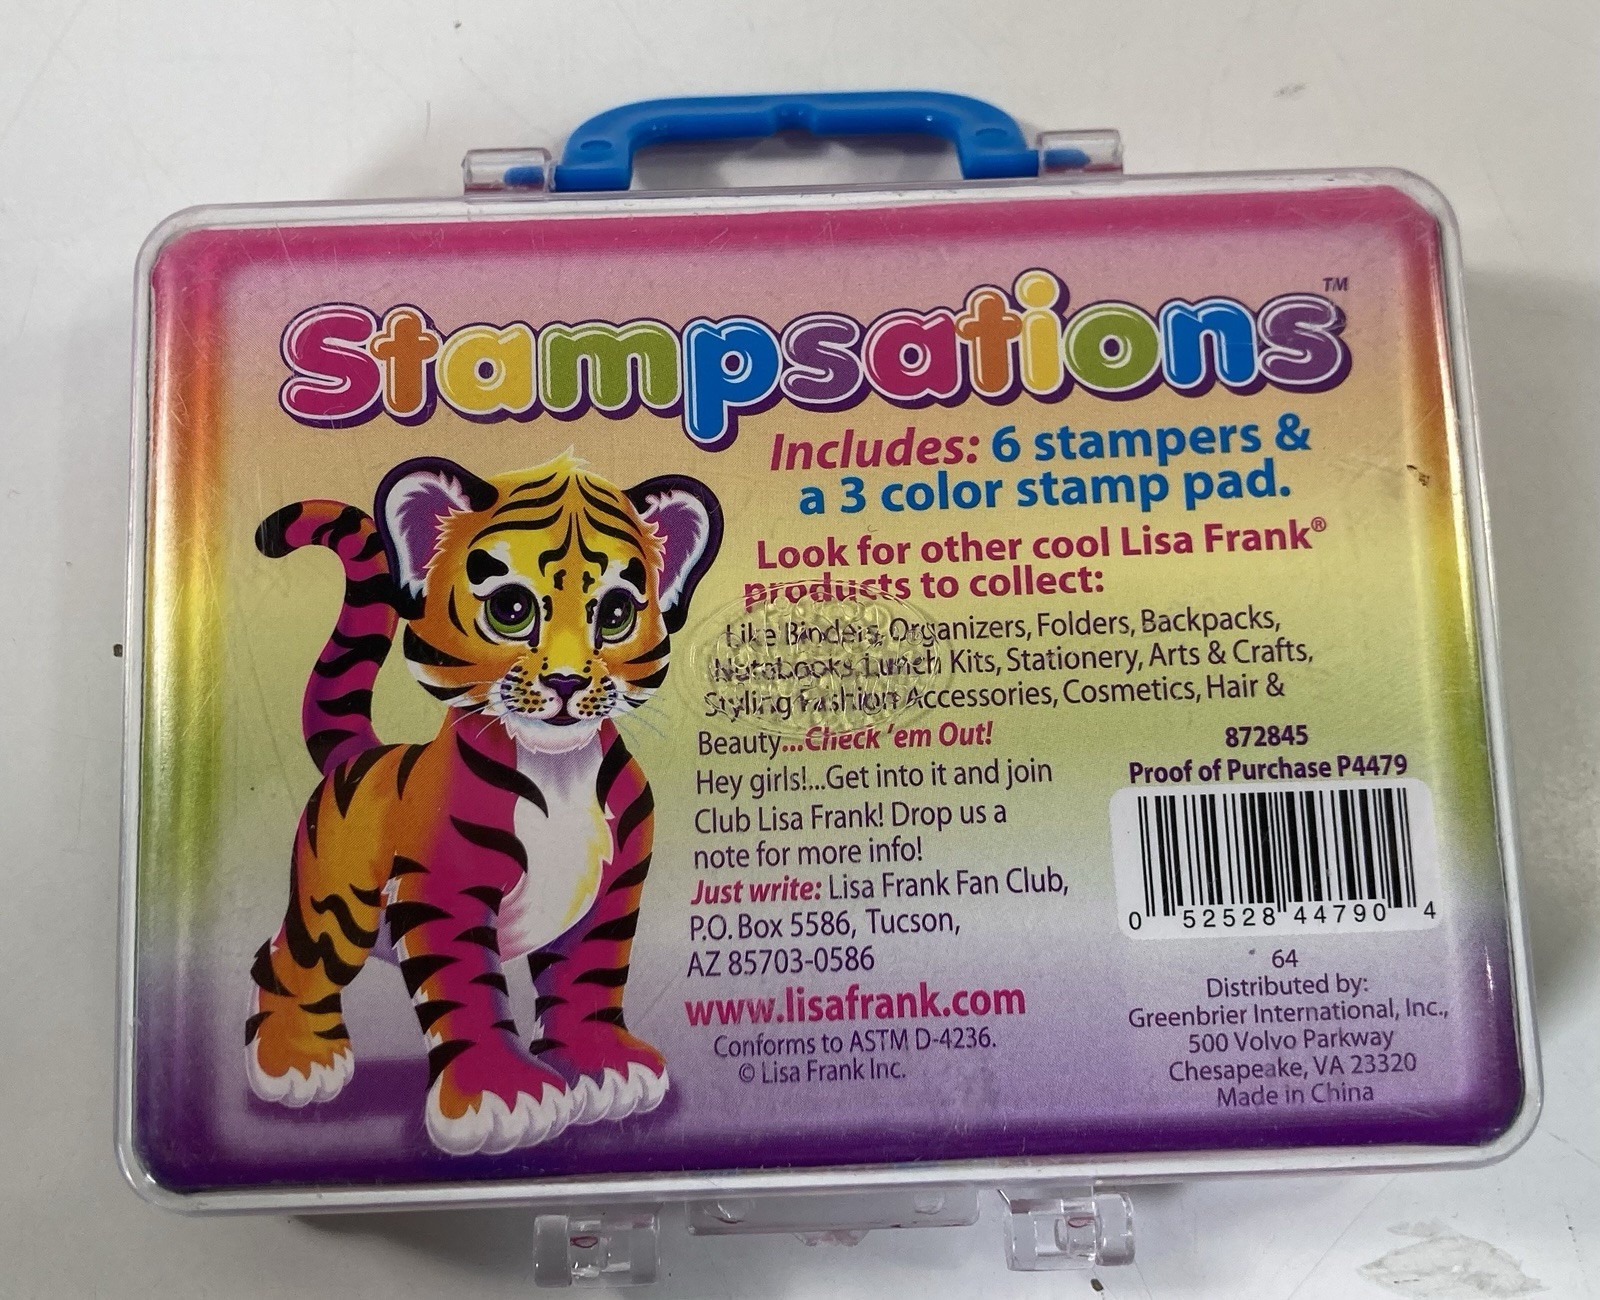 Stampsations™
Includes: 6 stampers &
a 3 color stamp pad.
Look for other cool Lisa Frank®
products to collect:
Like Binders, Organizers, Folders, Backpacks,
Notebooks, Lunch Kits, Stationery, Arts & Crafts,
Styling Fashion Accessories, Cosmetics, Hair &
Beauty...Check 'em Out!
Hey girls!...Get into it and join
Club Lisa Frank! Drop us a
note for more info!
Just write: Lisa Frank Fan Club,
P.O. Box 5586, Tucson,
AZ 85703-0586
www.lisafrank.com
Conforms to ASTM D-4236.
© Lisa Frank Inc.
872845
Proof of Purchase P4479
0 52528 44790 4
64
Distributed by:
Greenbrier International, Inc.,
500 Volvo Parkway
Chesapeake, VA 23320
Made in China